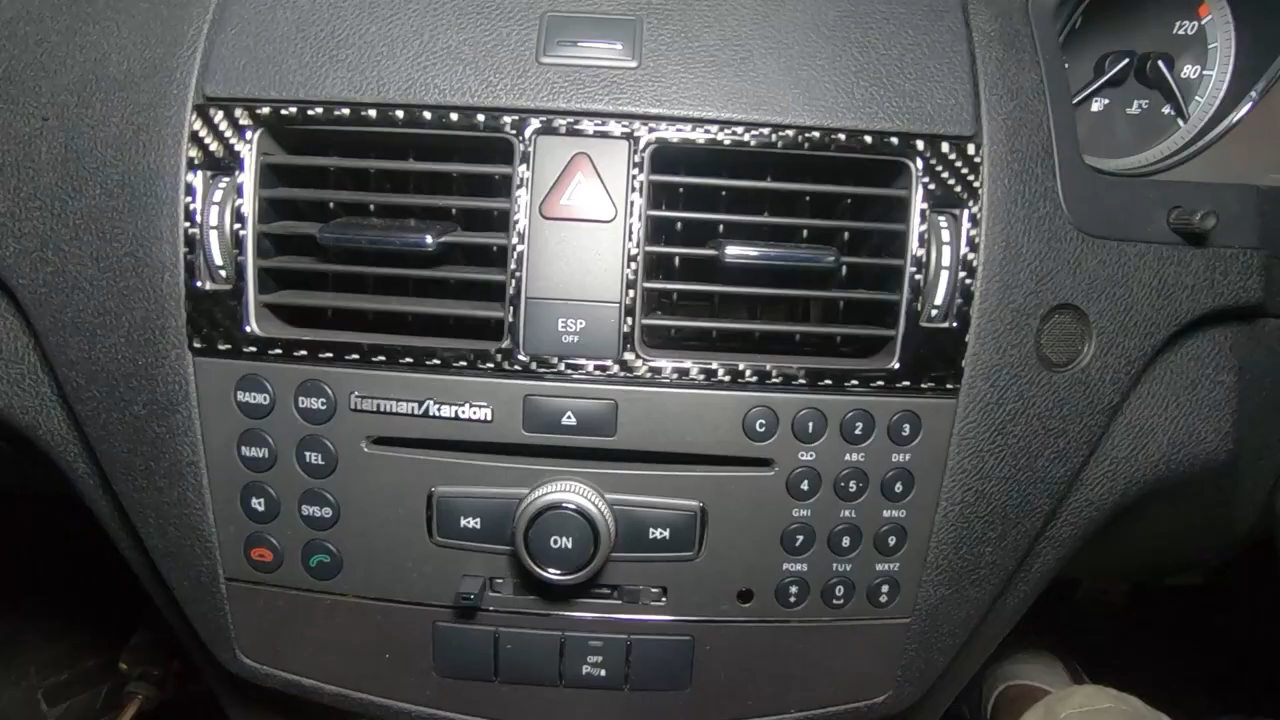 120
80
°C
ESP
OFF
RADIO
DISC
harman/kardon
C
1
2
3
ABC
DEF
NAVI
TEL
4
5
6
GHI
JKL
MNO
SYS
ON
7
8
9
PQRS
TUV
WXYZ
*
0
#
OFF
P